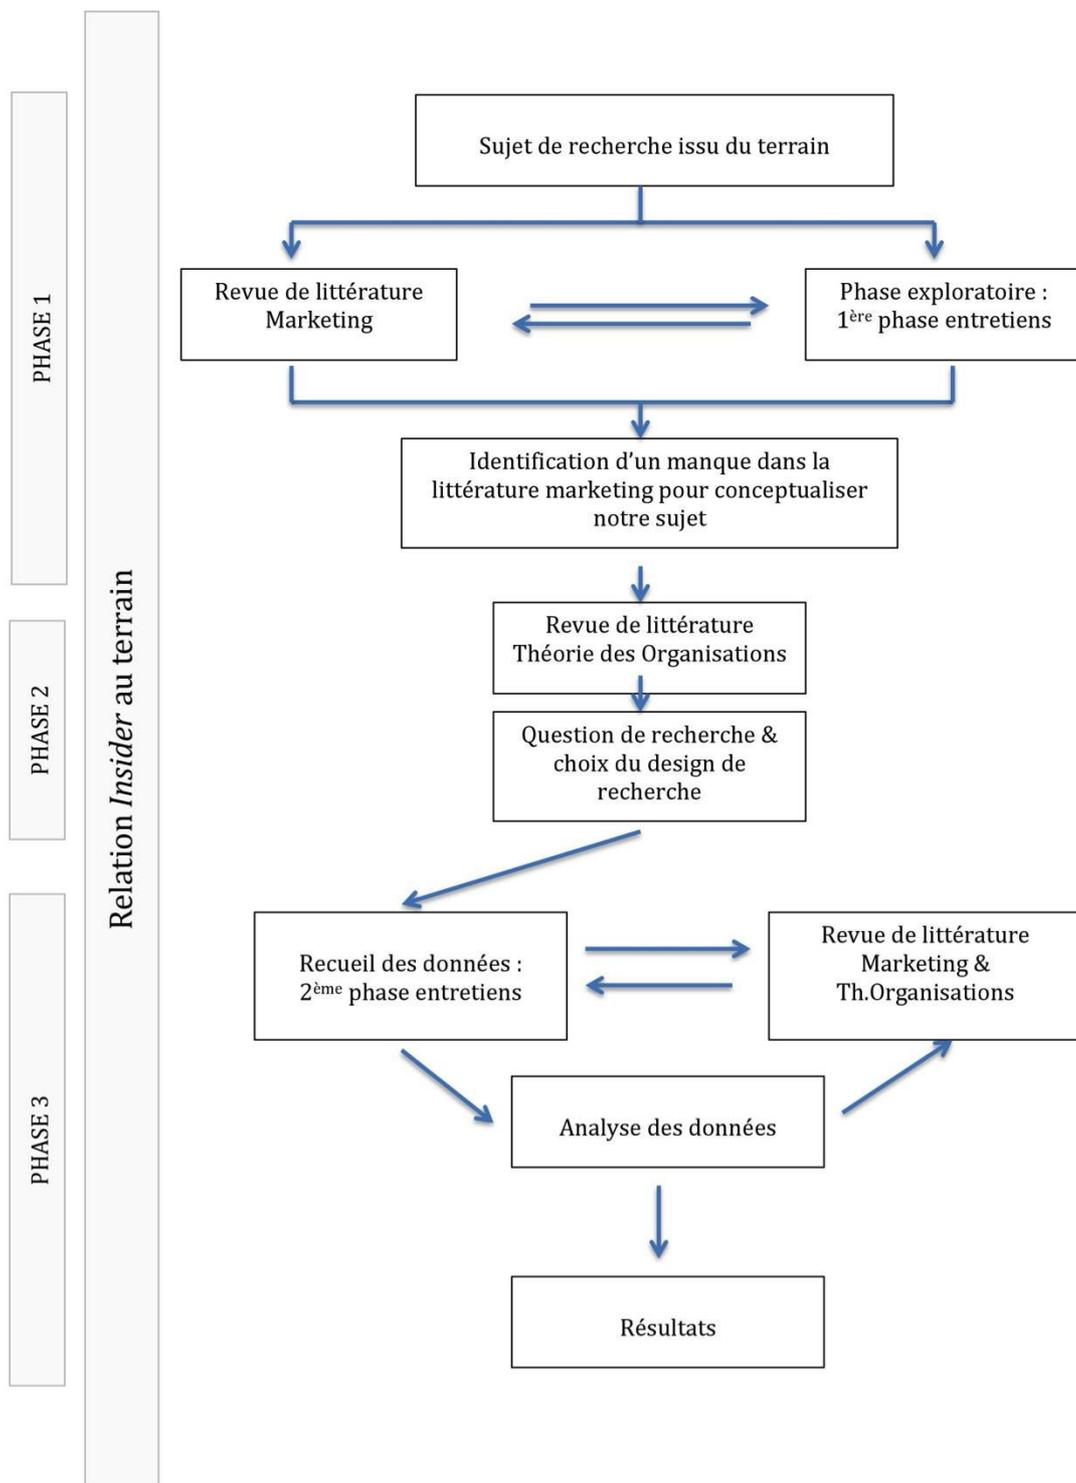 Sujet de recherche issu du terrain
Revue de littérature
Marketing
Phase exploratoire :
1ère phase entretiens
PHASE 1
Identification d’un manque dans la
littérature marketing pour conceptualiser
notre sujet
Relation Insider au terrain
Revue de littérature
Théorie des Organisations
PHASE 2
Question de recherche &
choix du design de
recherche
Recueil des données :
2ème phase entretiens
Revue de littérature
Marketing &
Th.Organisations
PHASE 3
Analyse des données
Résultats